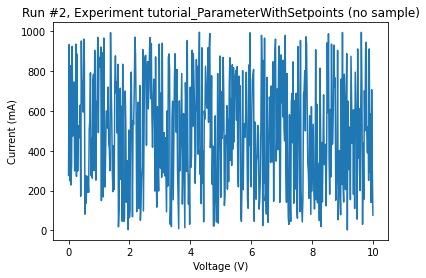 Run #2, Experiment tutorial_ParameterWithSetpoints (no sample)
1000
800
600
400
200
0
Current (mA)
0 2 4 6 8 10
Voltage (V)